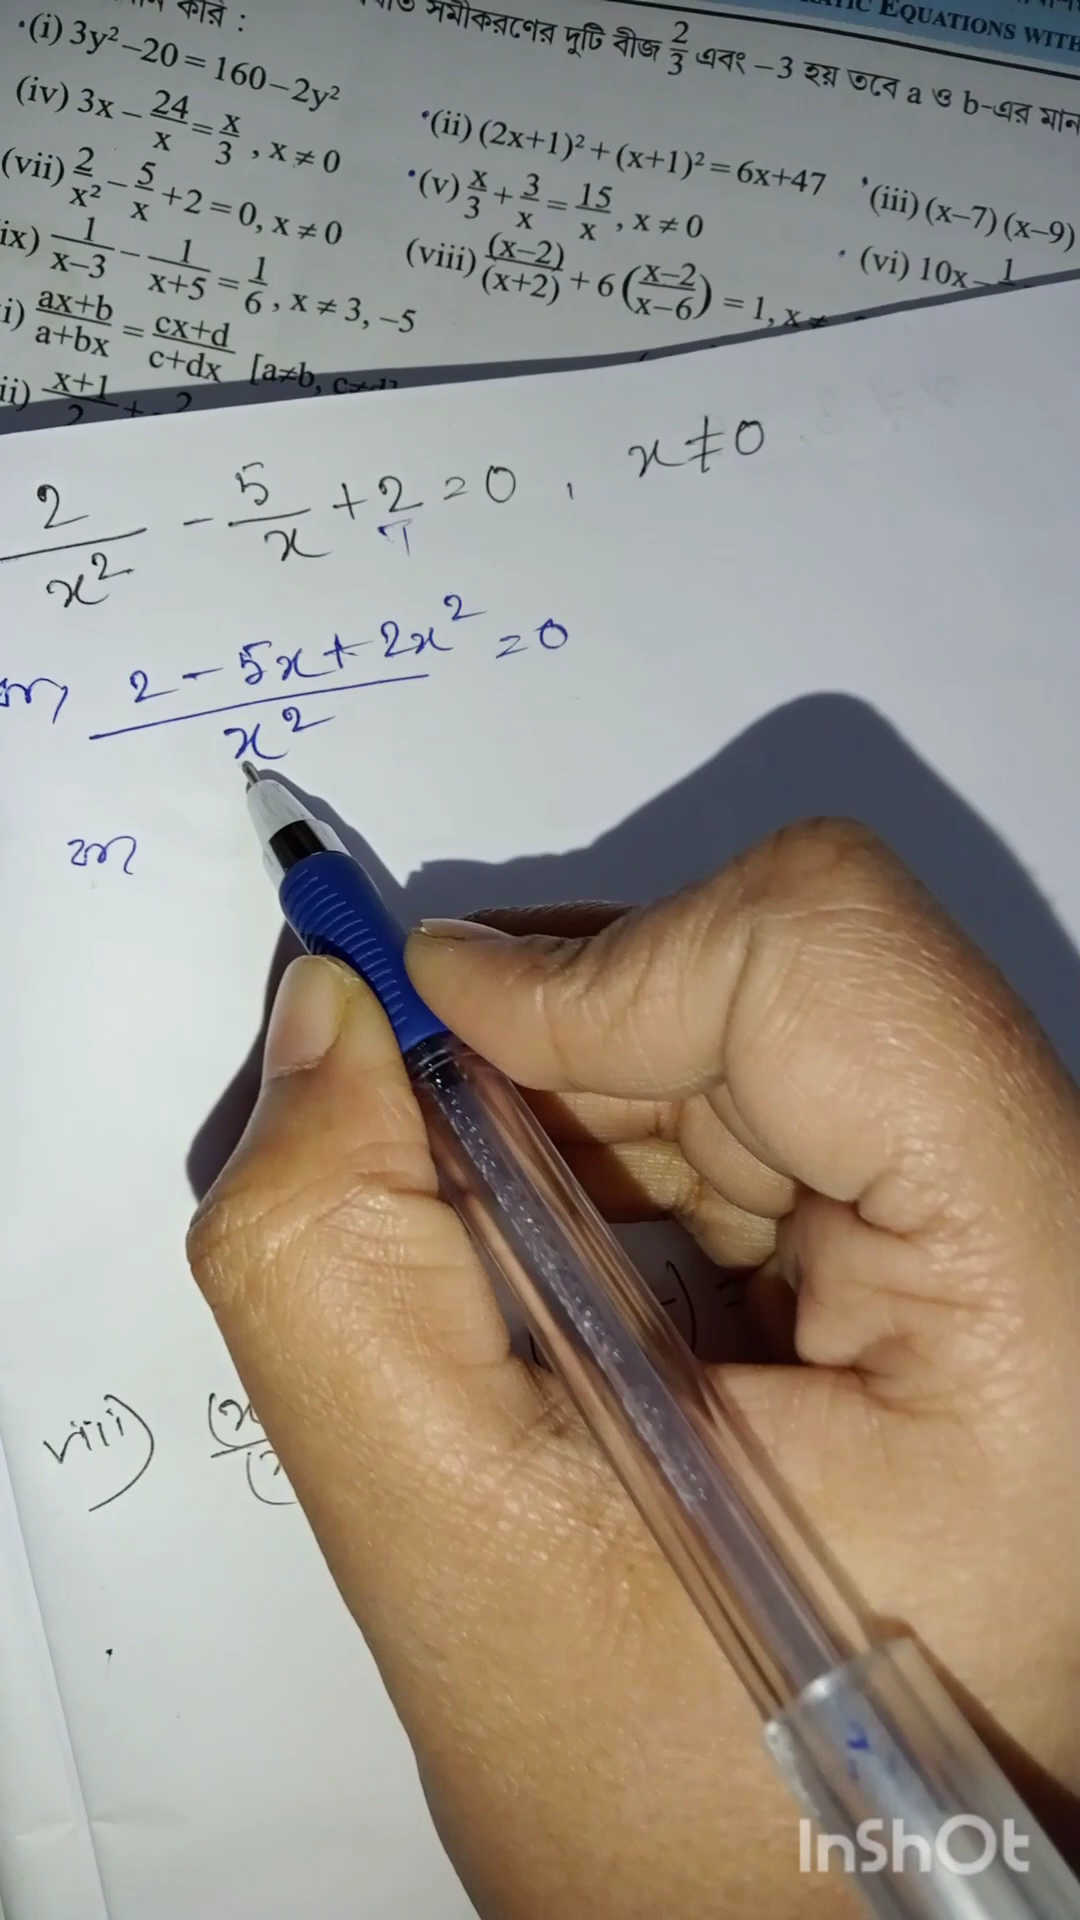 করি :
সমীকরণের দুটি বীজ 2/3 এবং –3 হয় তবে a ও b-এর মান
EQUATIONS WITH
(i) 3y²–20=160–2y²
(ii) (2x+1)²+(x+1)²=6x+47
(iii) (x–7)(x–9)
(iv) 3x – 24/x = x/3 , x≠0
(v) x/3 + 3/x = 15/x , x≠0
(vi) 10x – 1
(vii) 2/x² – 5/x +2=0, x≠0
(viii) (x–2)/(x+2) + 6((x–2)/(x–6)) = 1, x≠
ix) 1/(x–3) – 1/(x+5) = 1/6 , x≠3, –5
i) (ax+b)/(a+bx) = (cx+d)/(c+dx) [a≠b, c≠d]
ii) (x+1)/2 + 2
2/x² – 5/x + 2 = 0 , x≠0
বা, (2 – 5x + 2x²)/x² = 0
বা
) =
viii) (x
InShOt